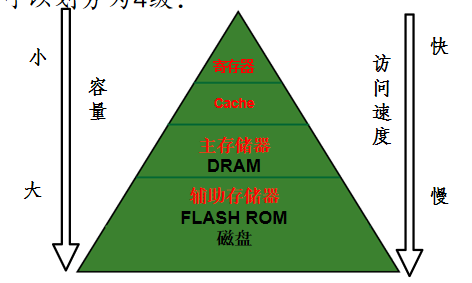 可以划分为4级：
小
容量
大
寄存器
Cache
主存储器
DRAM
辅助存储器
FLASH ROM
磁盘
快
访问速度
慢